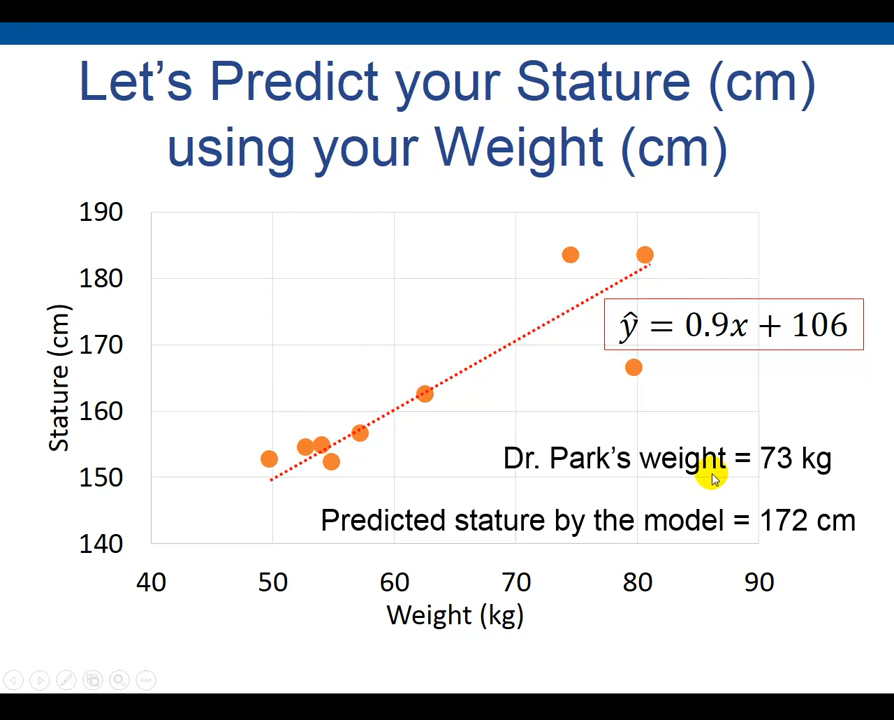 Let's Predict your Stature (cm)
using your Weight (cm)
190
180
170
160
150
140
Stature (cm)
ŷ = 0.9x + 106
Dr. Park's weight = 73 kg
Predicted stature by the model = 172 cm
40 50 60 70 80 90
Weight (kg)